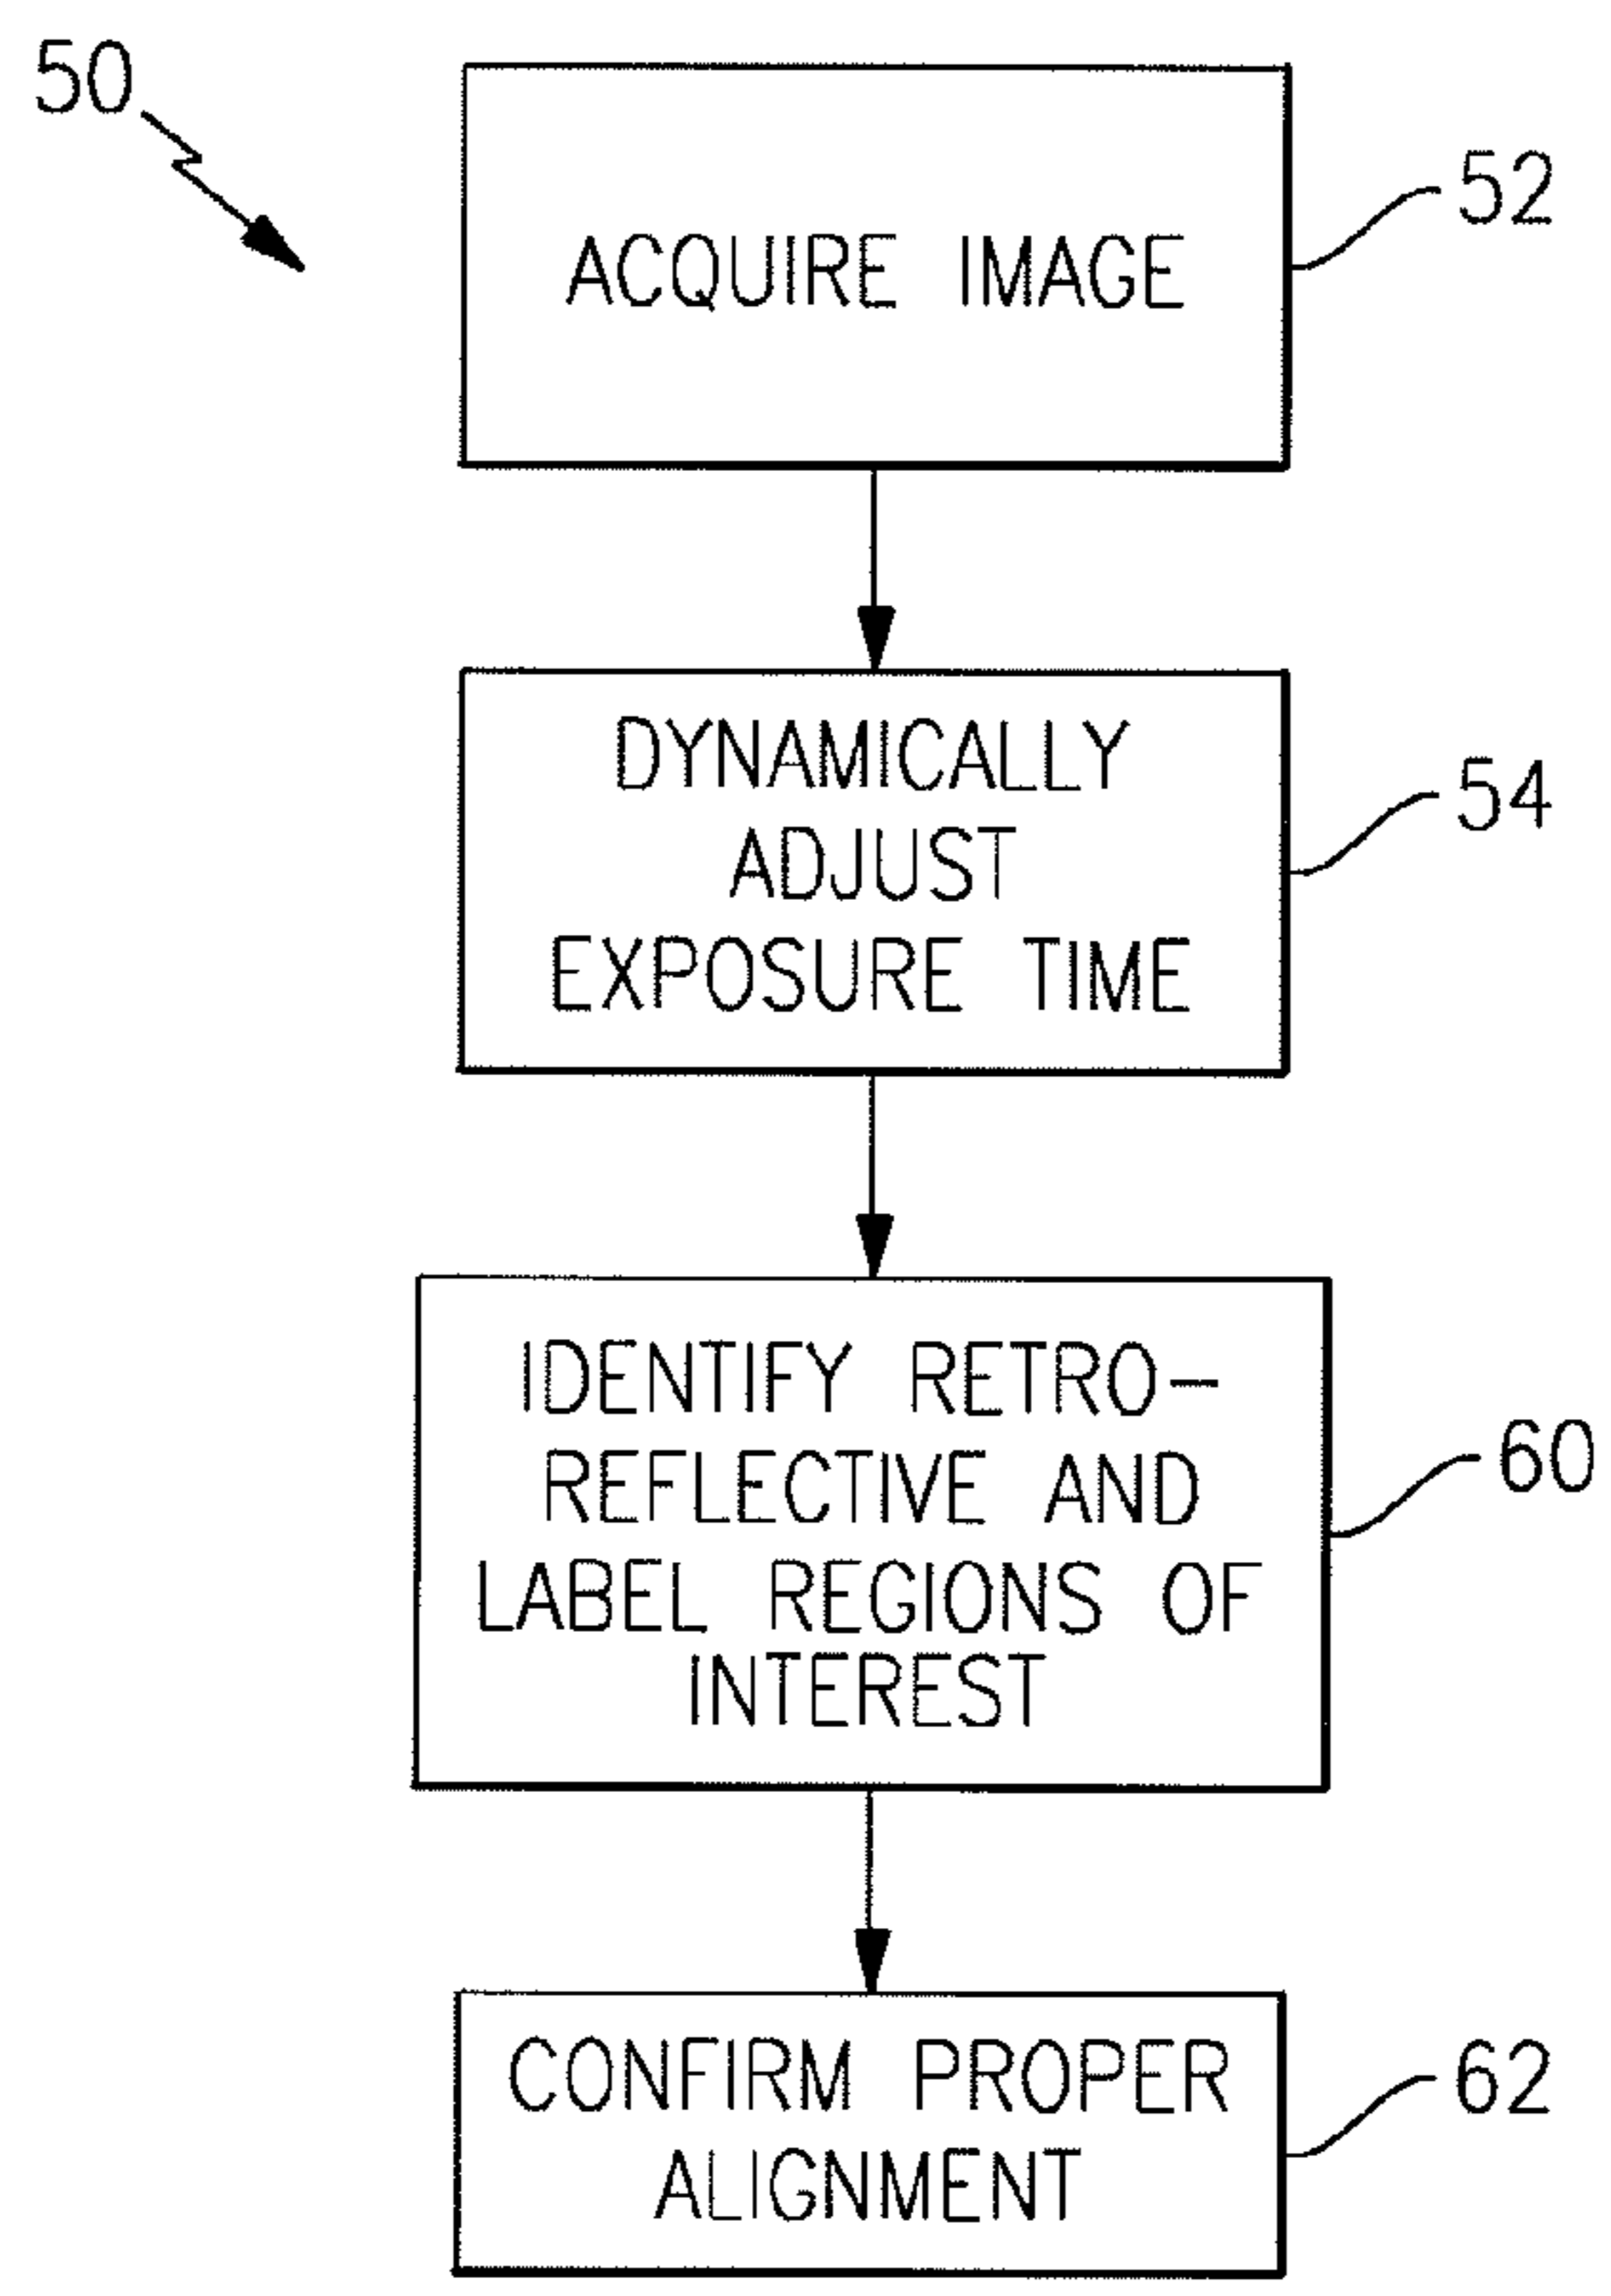 50
ACQUIRE IMAGE
52
DYNAMICALLY
ADJUST
EXPOSURE TIME
54
IDENTIFY RETRO-
REFLECTIVE AND
LABEL REGIONS OF
INTEREST
60
CONFIRM PROPER
ALIGNMENT
62